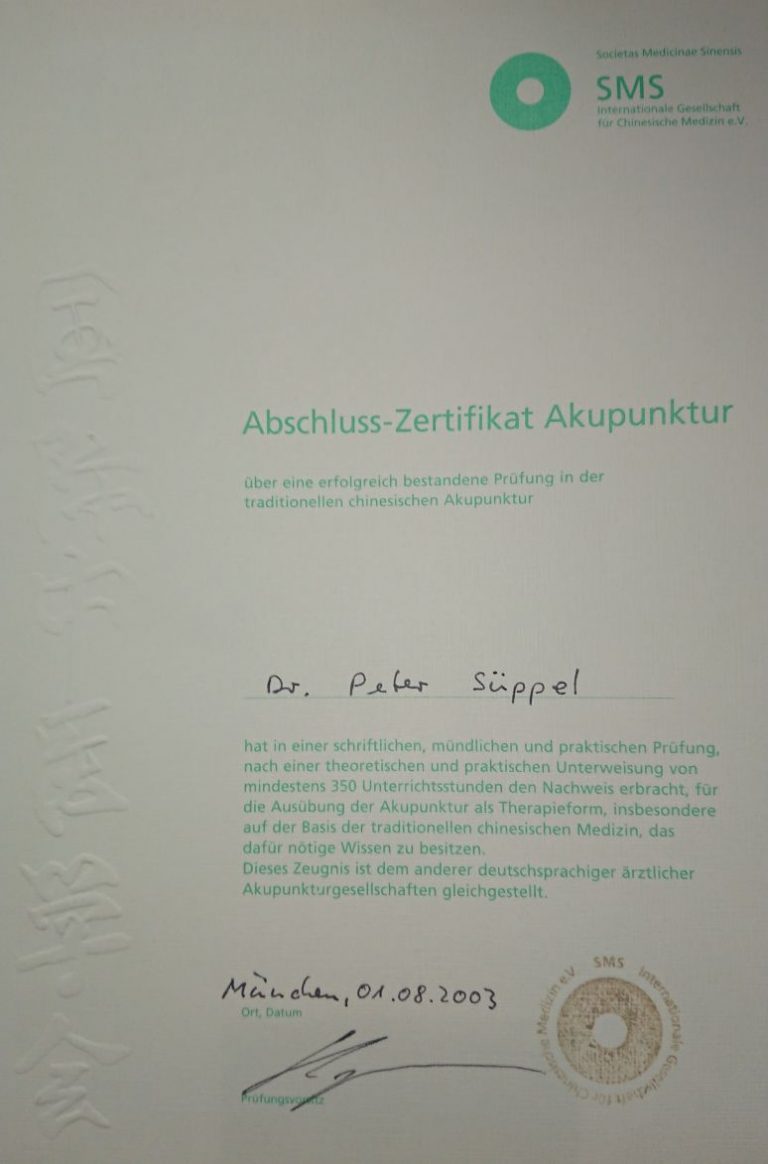 Societas Medicinae Sinensis
SMS
Internationale Gesellschaft
für Chinesische Medizin e.V.
Abschluss-Zertifikat Akupunktur
über eine erfolgreich bestandene Prüfung in der
traditionellen chinesischen Akupunktur
Dr. Peter Süppel
hat in einer schriftlichen, mündlichen und praktischen Prüfung,
nach einer theoretischen und praktischen Unterweisung von
mindestens 350 Unterrichtsstunden den Nachweis erbracht, für
die Ausübung der Akupunktur als Therapieform, insbesondere
auf der Basis der traditionellen chinesischen Medizin, das
dafür nötige Wissen zu besitzen.
Dieses Zeugnis ist dem anderer deutschsprachiger ärztlicher
Akupunkturgesellschaften gleichgestellt.
München, 01.08.2003
Ort, Datum
Prüfungsvorsitz
SMS Internationale Gesellschaft für Chinesische Medizin e.V.